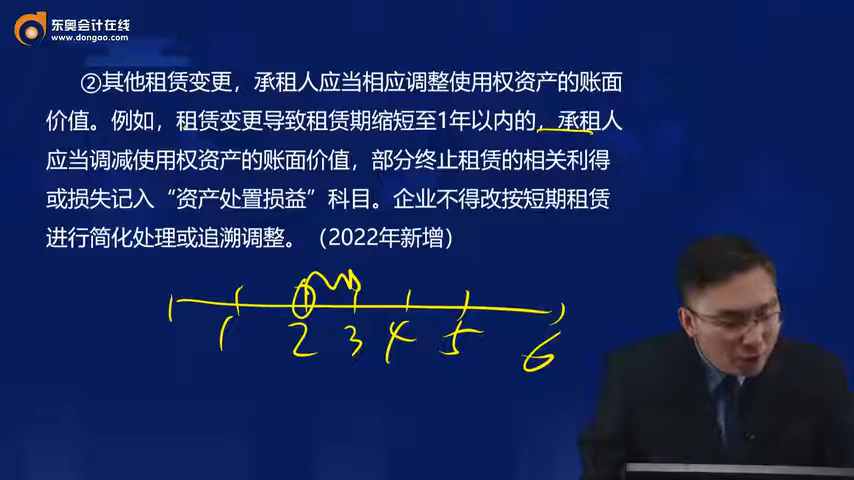 东奥会计在线
www.dongao.com
②其他租赁变更，承租人应当相应调整使用权资产的账面
价值。例如，租赁变更导致租赁期缩短至1年以内的，承租人
应当调减使用权资产的账面价值，部分终止租赁的相关利得
或损失记入“资产处置损益”科目。企业不得改按短期租赁
进行简化处理或追溯调整。（2022年新增）
1 2 3 4 5 6